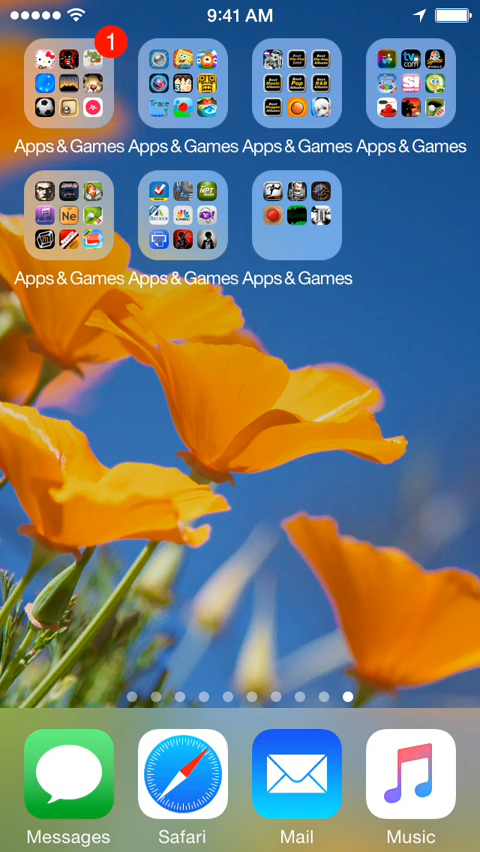 9:41 AM
1
Apps & Games Apps & Games Apps & Games Apps & Games
Apps & Games Apps & Games Apps & Games
Messages Safari Mail Music